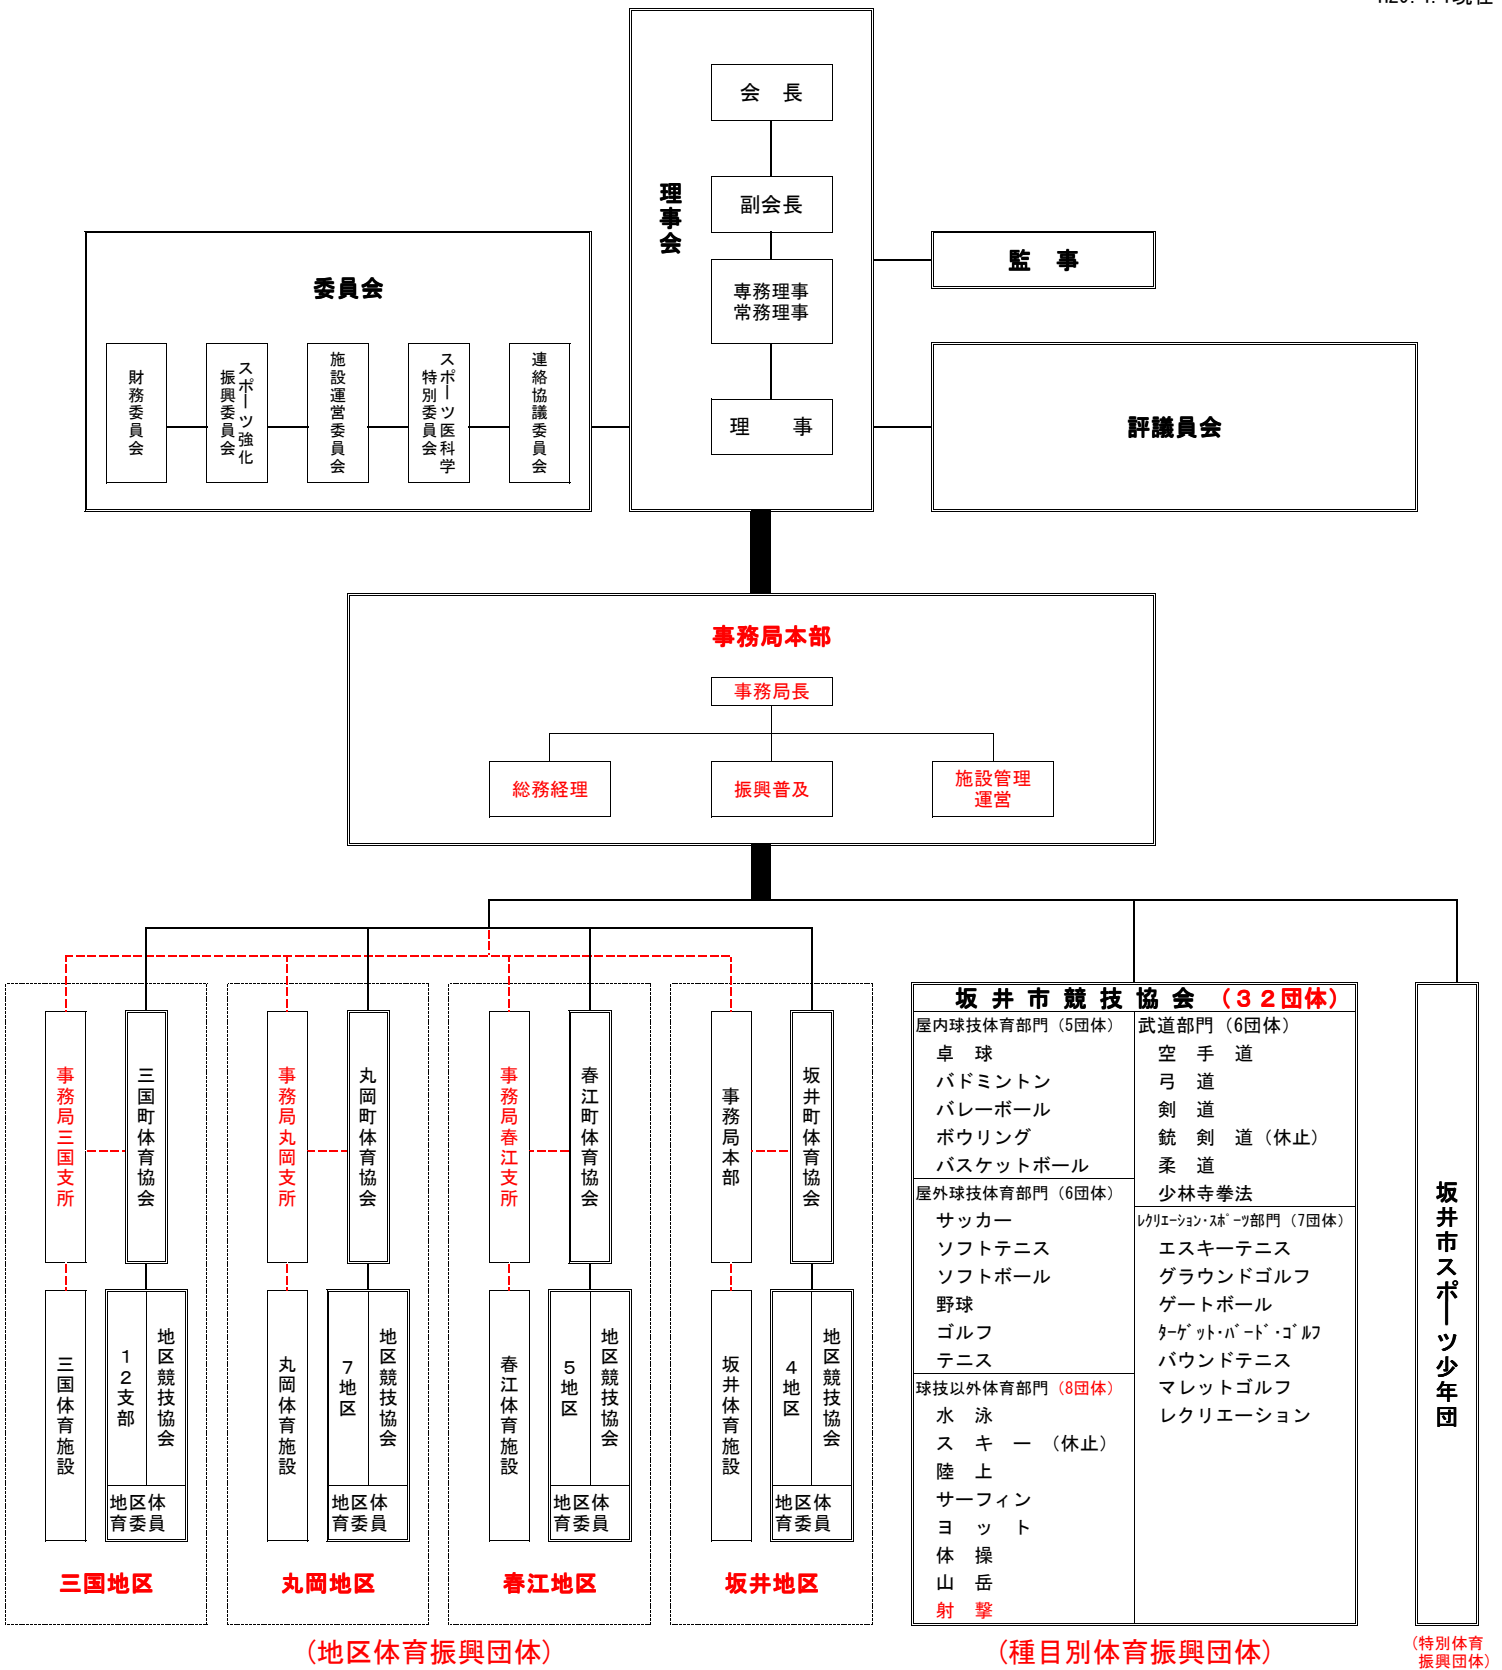 会　長
副会長
理事会
専務理事
常務理事
理　　事
監　事
評議員会
委員会
財務委員会
スポーツ強化
振興委員会
施設運営委員会
スポーツ医科学
特別委員会
連絡協議委員会
事務局本部
事務局長
総務経理
振興普及
施設管理
運営
事務局三国支所
三国町体育協会
三国体育施設
１２支部
地区競技協会
地区体
育委員
三国地区
事務局丸岡支所
丸岡町体育協会
丸岡体育施設
７地区
地区競技協会
地区体
育委員
丸岡地区
事務局春江支所
春江町体育協会
春江体育施設
５地区
地区競技協会
地区体
育委員
春江地区
事務局本部
坂井町体育協会
坂井体育施設
４地区
地区競技協会
地区体
育委員
坂井地区
（地区体育振興団体）
坂井市競技協会（３２団体）
屋内球技体育部門（5団体）
卓　球
バドミントン
バレーボール
ボウリング
バスケットボール
屋外球技体育部門（6団体）
サッカー
ソフトテニス
ソフトボール
野球
ゴルフ
テニス
球技以外体育部門（8団体）
水　泳
ス　キ　ー　（休止）
陸　上
サーフィン
ヨ　ッ　ト
体　操
山　岳
射　撃
武道部門（6団体）
空　手　道
弓　道
剣　道
銃　剣　道（休止）
柔　道
少林寺拳法
ﾚｸﾘｴｰｼｮﾝ・ｽﾎﾟｰﾂ部門（7団体）
エスキーテニス
グラウンドゴルフ
ゲートボール
ﾀｰｹﾞｯﾄ・ﾊﾞｰﾄﾞ・ｺﾞﾙﾌ
バウンドテニス
マレットゴルフ
レクリエーション
（種目別体育振興団体）
坂井市スポーツ少年団
（特別体育
振興団体）